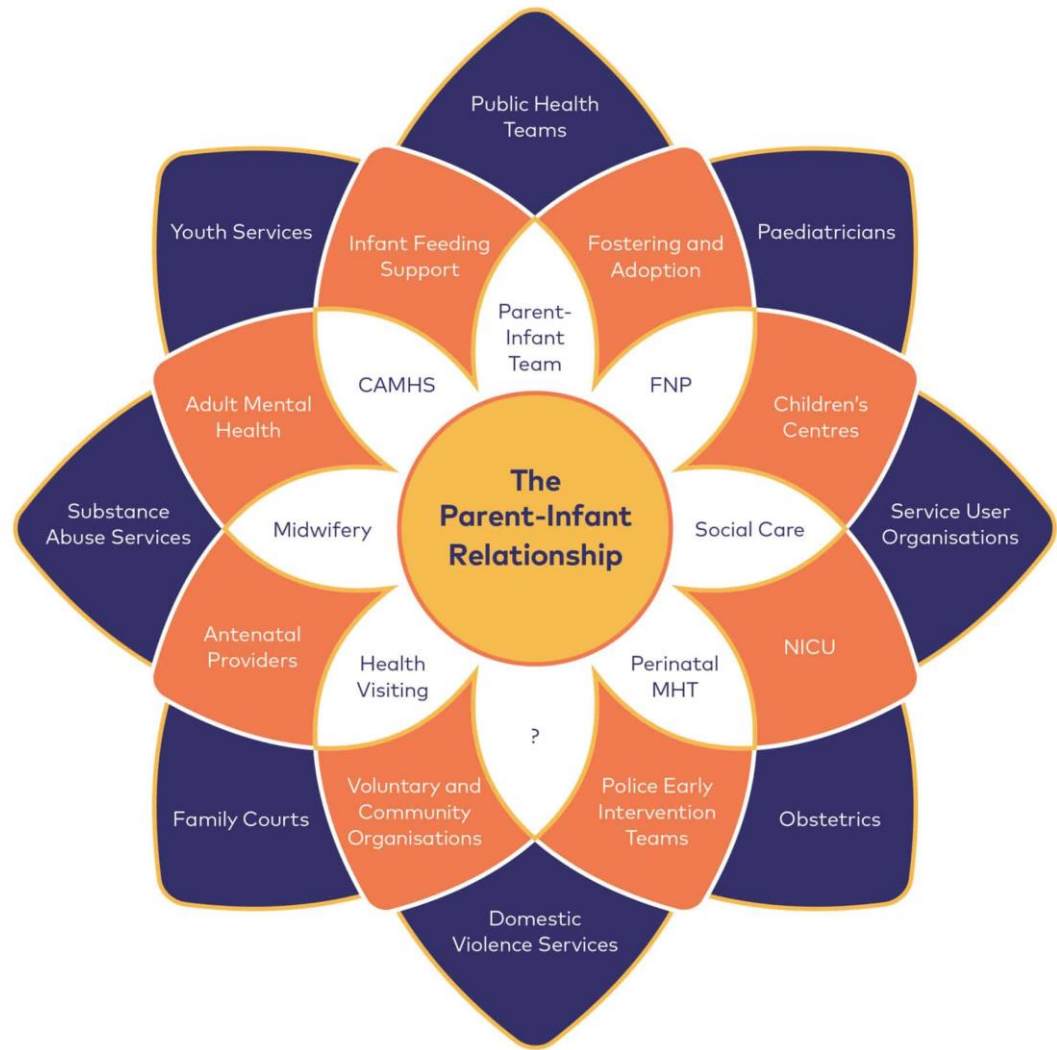 Public Health
Teams
Youth Services
Infant Feeding
Support
Fostering and
Adoption
Paediatricians
Parent-
Infant
Team
CAMHS
FNP
Adult Mental
Health
Children's
Centres
Substance
Abuse Services
Midwifery
The
Parent-Infant
Relationship
Social Care
Service User
Organisations
Antenatal
Providers
Health
Visiting
Perinatal
MHT
NICU
?
Family Courts
Voluntary and
Community
Organisations
Police Early
Intervention
Teams
Obstetrics
Domestic
Violence Services